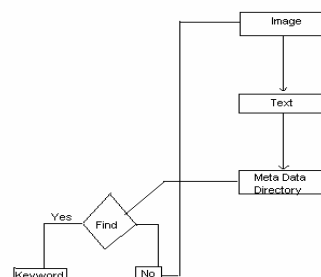 Image
Text
Meta Data
Directory
Yes
Find
Keyword
No